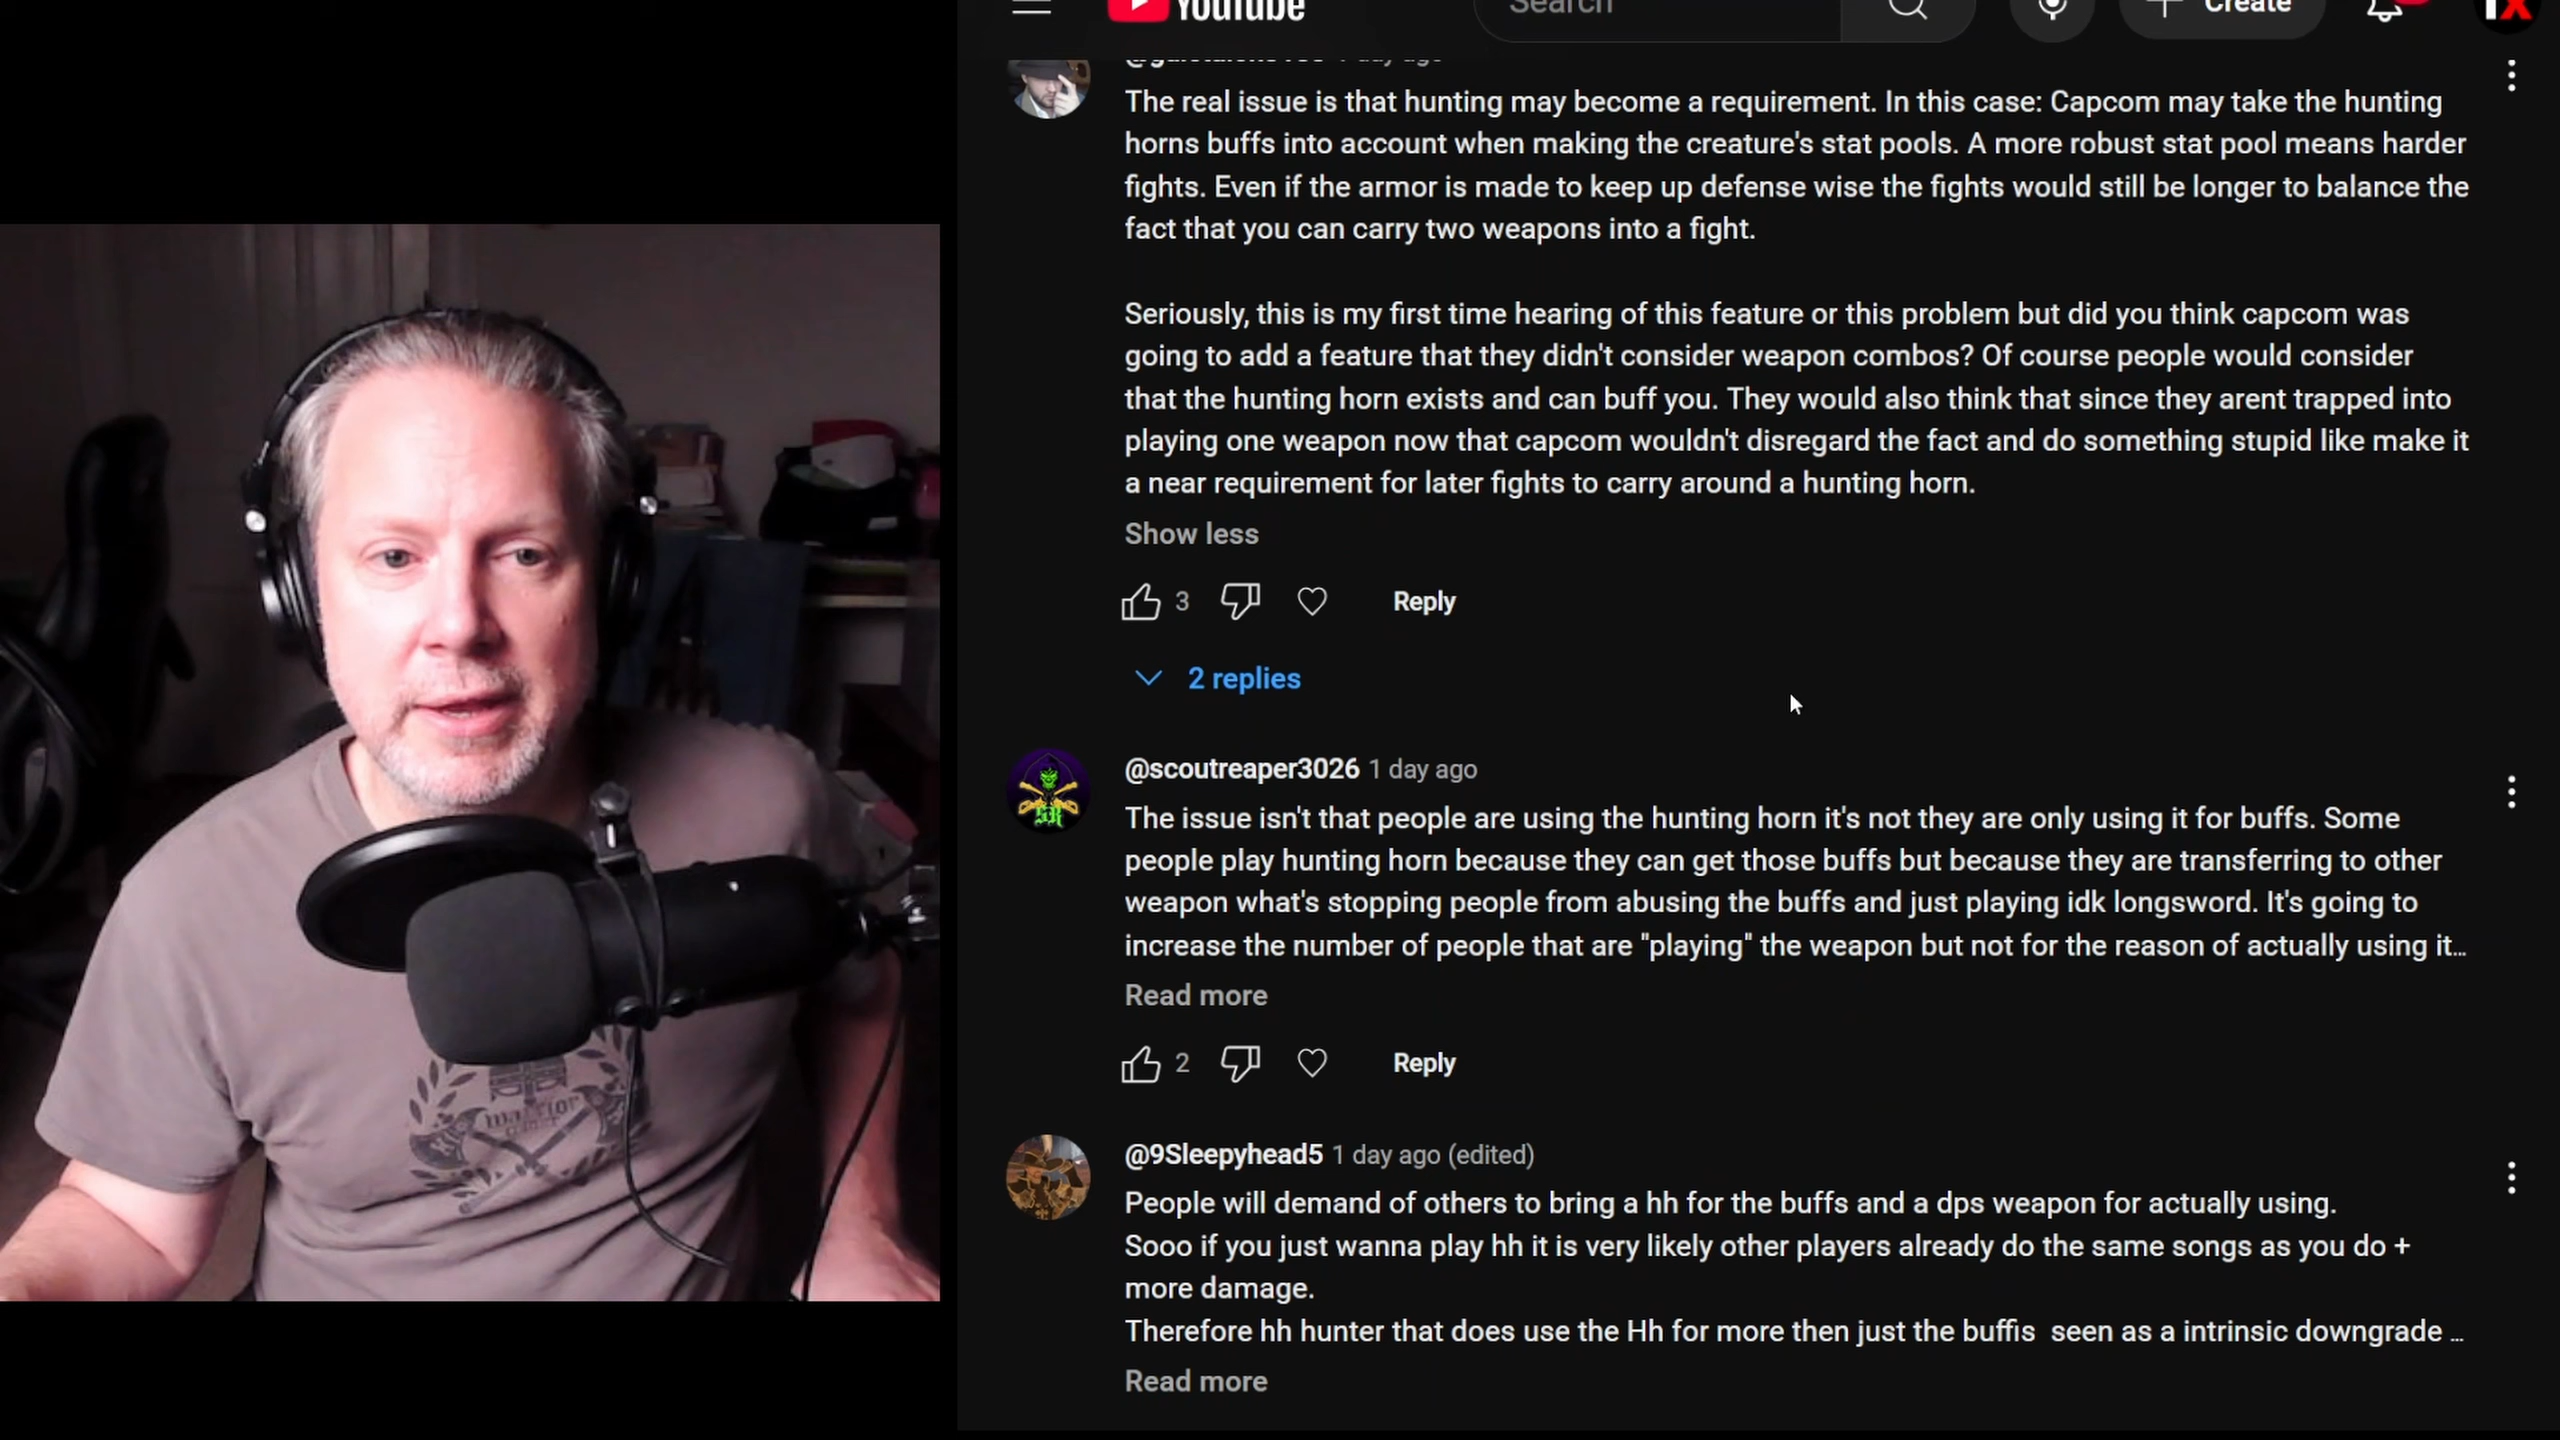 YouTube
Search
Create
1 day ago
The real issue is that hunting may become a requirement. In this case: Capcom may take the hunting
horns buffs into account when making the creature's stat pools. A more robust stat pool means harder
fights. Even if the armor is made to keep up defense wise the fights would still be longer to balance the
fact that you can carry two weapons into a fight.
Seriously, this is my first time hearing of this feature or this problem but did you think capcom was
going to add a feature that they didn't consider weapon combos? Of course people would consider
that the hunting horn exists and can buff you. They would also think that since they arent trapped into
playing one weapon now that capcom wouldn't disregard the fact and do something stupid like make it
a near requirement for later fights to carry around a hunting horn.
Show less
3 Reply
2 replies
@scoutreaper3026 1 day ago
The issue isn't that people are using the hunting horn it's not they are only using it for buffs. Some
people play hunting horn because they can get those buffs but because they are transferring to other
weapon what's stopping people from abusing the buffs and just playing idk longsword. It's going to
increase the number of people that are "playing" the weapon but not for the reason of actually using it...
Read more
2 Reply
@9Sleepyhead5 1 day ago (edited)
People will demand of others to bring a hh for the buffs and a dps weapon for actually using.
Sooo if you just wanna play hh it is very likely other players already do the same songs as you do +
more damage.
Therefore hh hunter that does use the Hh for more then just the buffis  seen as a intrinsic downgrade ...
Read more
SR
warrior